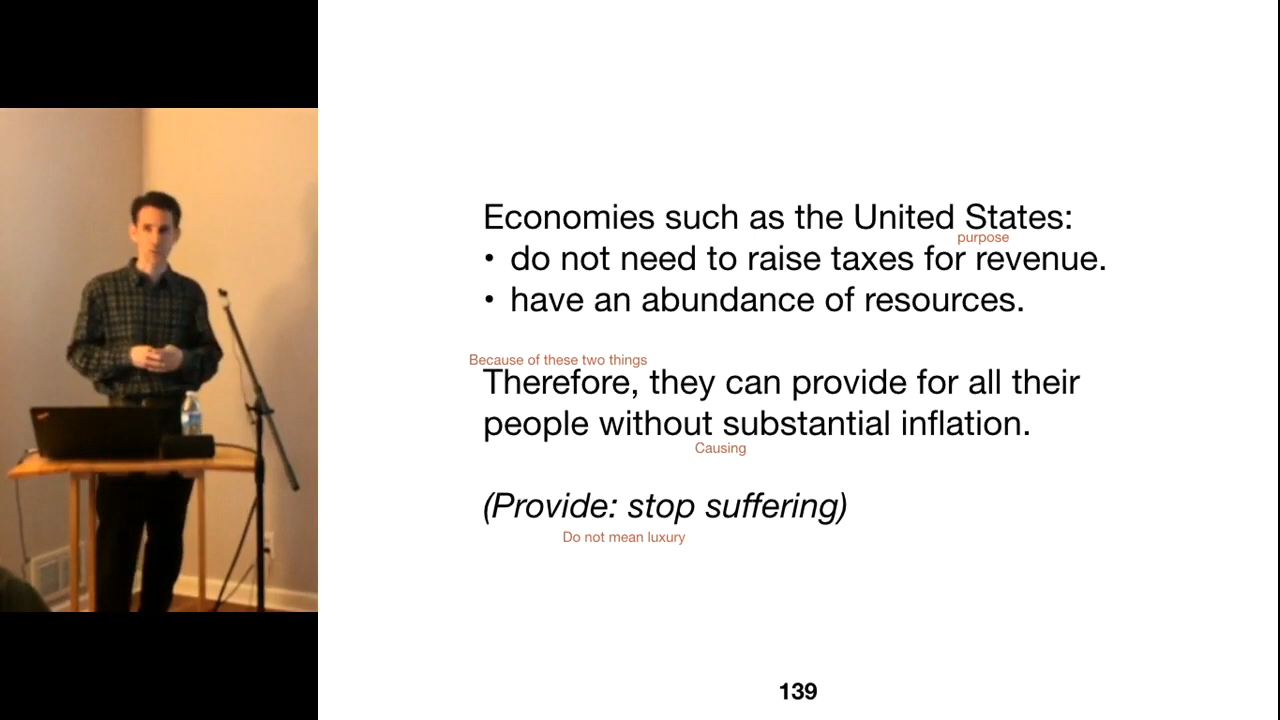 Economies such as the United States:
purpose
• do not need to raise taxes for revenue.
• have an abundance of resources.
Because of these two things
Therefore, they can provide for all their
people without substantial inflation.
Causing
(Provide: stop suffering)
Do not mean luxury
139